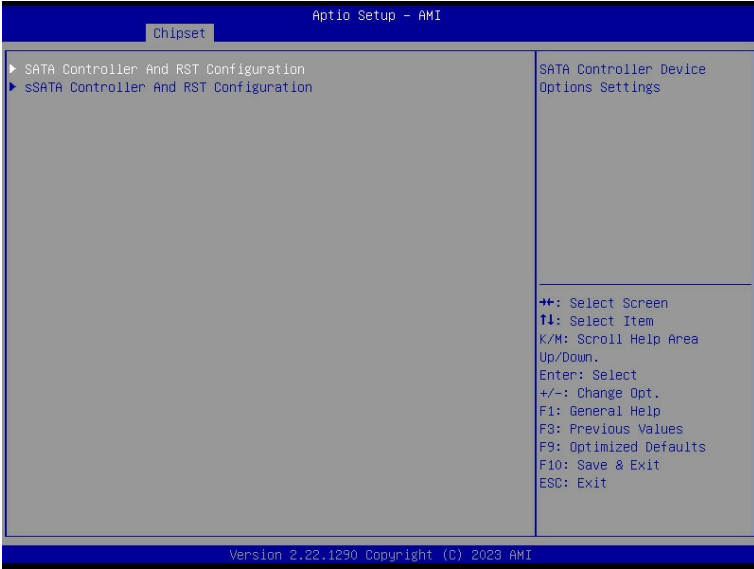 Aptio Setup – AMI
Chipset
▶ SATA Controller And RST Configuration
▶ sSATA Controller And RST Configuration
SATA Controller Device
Options Settings
→←: Select Screen
↑↓: Select Item
K/M: Scroll Help Area
Up/Down.
Enter: Select
+/-: Change Opt.
F1: General Help
F3: Previous Values
F9: Optimized Defaults
F10: Save & Exit
ESC: Exit
Version 2.22.1290 Copyright (C) 2023 AMI